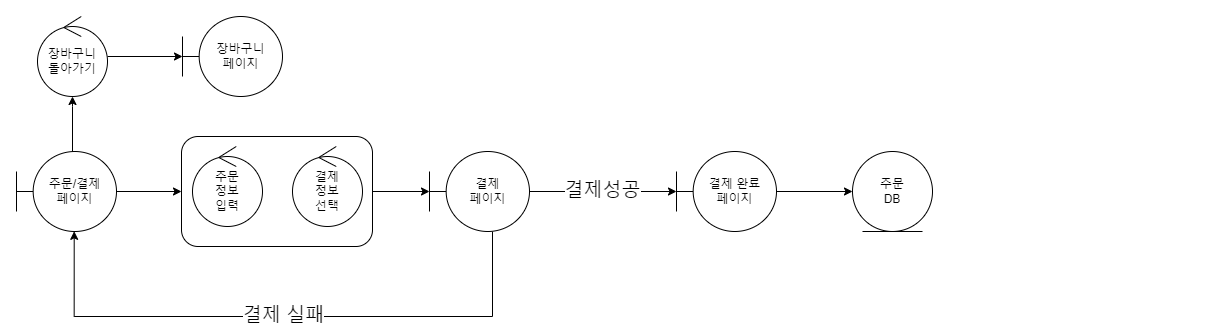 장바구니
돌아가기
장바구니
페이지
주문/결제
페이지
주문
정보
입력
결제
정보
선택
결제
페이지
결제성공
결제 완료
페이지
주문
DB
결제 실패